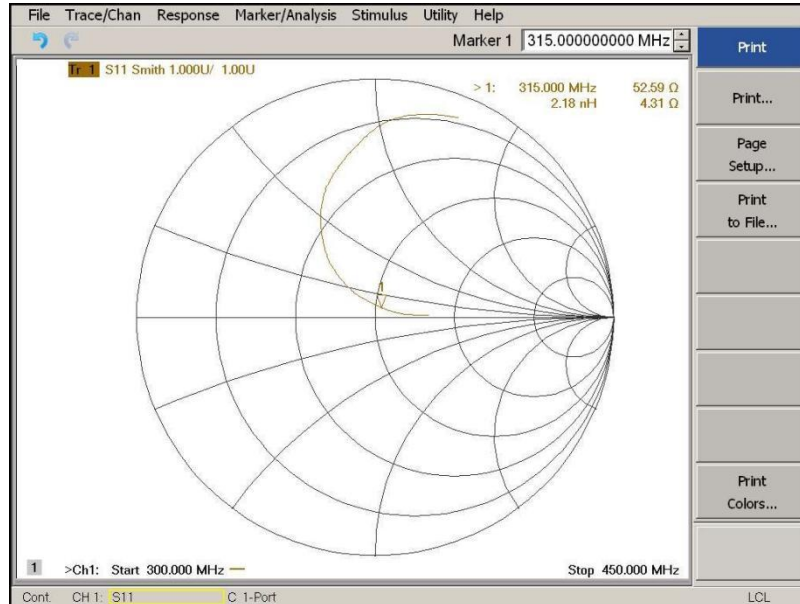 File Trace/Chan Response Marker/Analysis Stimulus Utility Help
Marker 1 315.000000000 MHz
Print
Tr 1 S11 Smith 1.000U/ 1.00U
> 1: 315.000 MHz 52.59 Ω
2.18 nH 4.31 Ω
Print...
Page
Setup...
Print
to File...
1
Print
Colors...
1 >Ch1: Start 300.000 MHz Stop 450.000 MHz
Cont. CH 1: S11 C 1-Port LCL